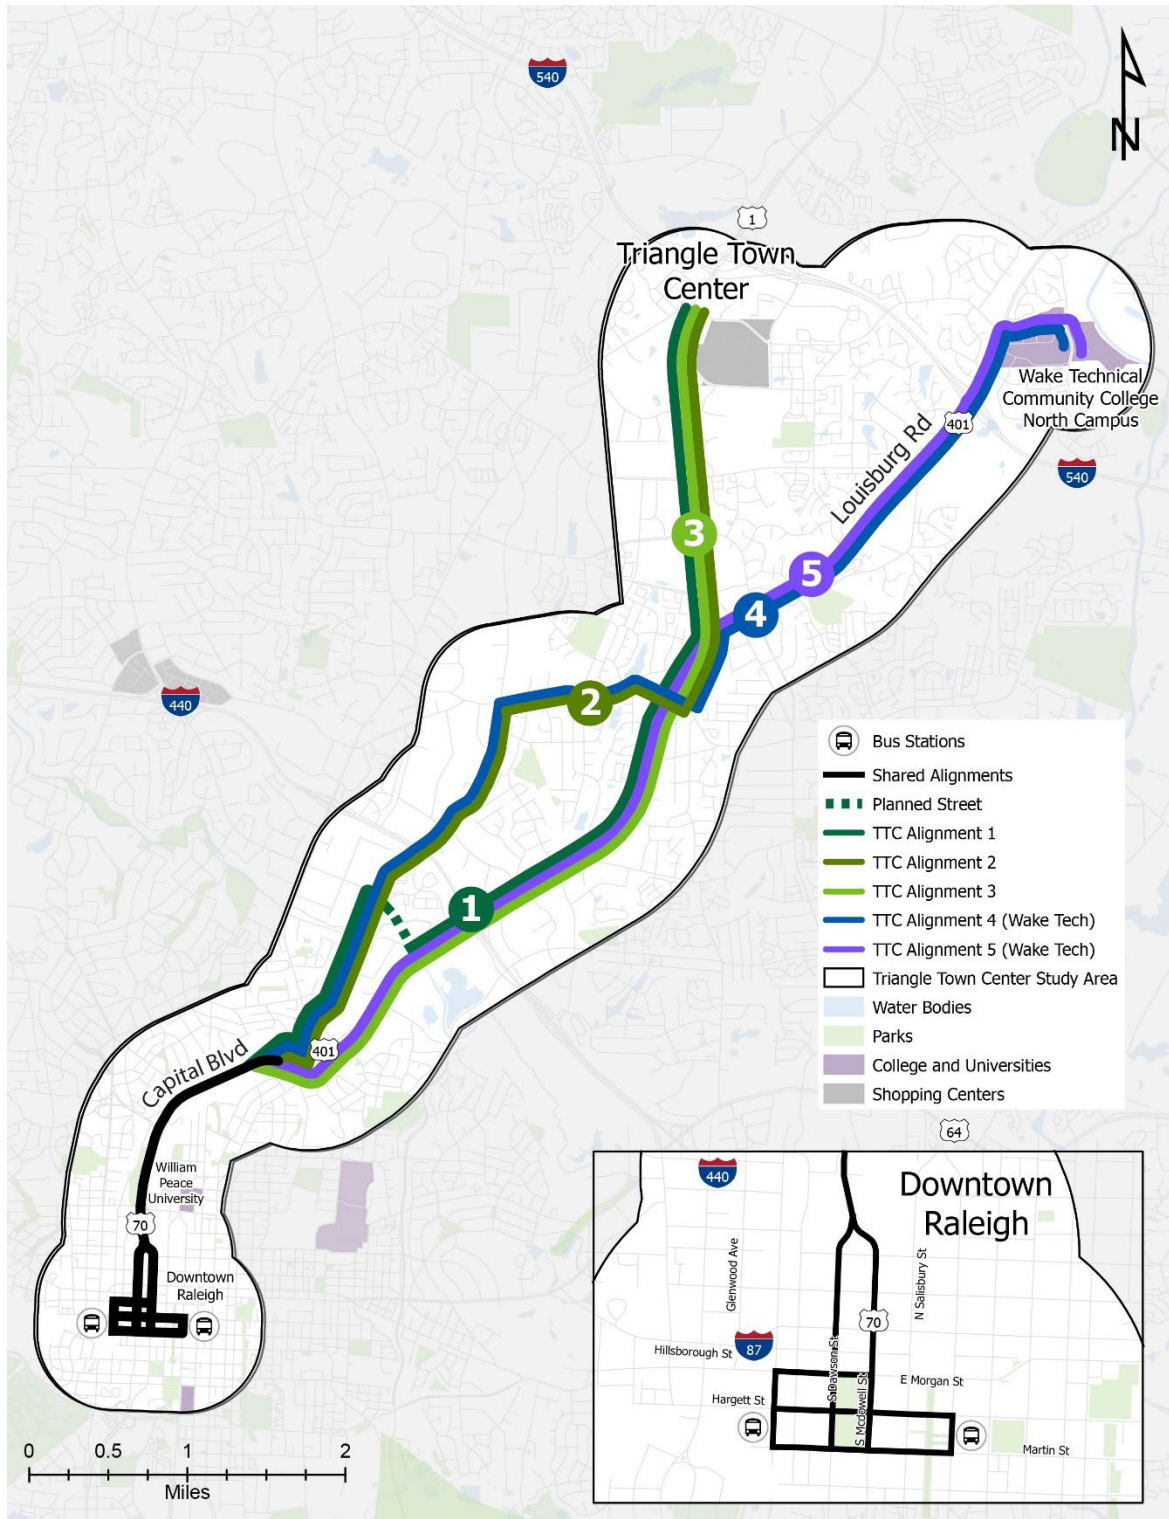 540
N
1
Triangle Town
Center
Wake Technical
Community College
North Campus
401
Louisburg Rd
540
3
5
4
440
2
1
Bus Stations
Shared Alignments
Planned Street
TTC Alignment 1
TTC Alignment 2
TTC Alignment 3
TTC Alignment 4 (Wake Tech)
TTC Alignment 5 (Wake Tech)
Triangle Town Center Study Area
Water Bodies
Parks
College and Universities
Shopping Centers
401
Capital Blvd
64
William
Peace
University
70
Downtown
Raleigh
440
Downtown
Raleigh
Glenwood Ave
N Salisbury St
70
87
Hillsborough St
S Dawson St
S Mcdowell St
E Morgan St
Hargett St
Martin St
0 0.5 1 2
Miles